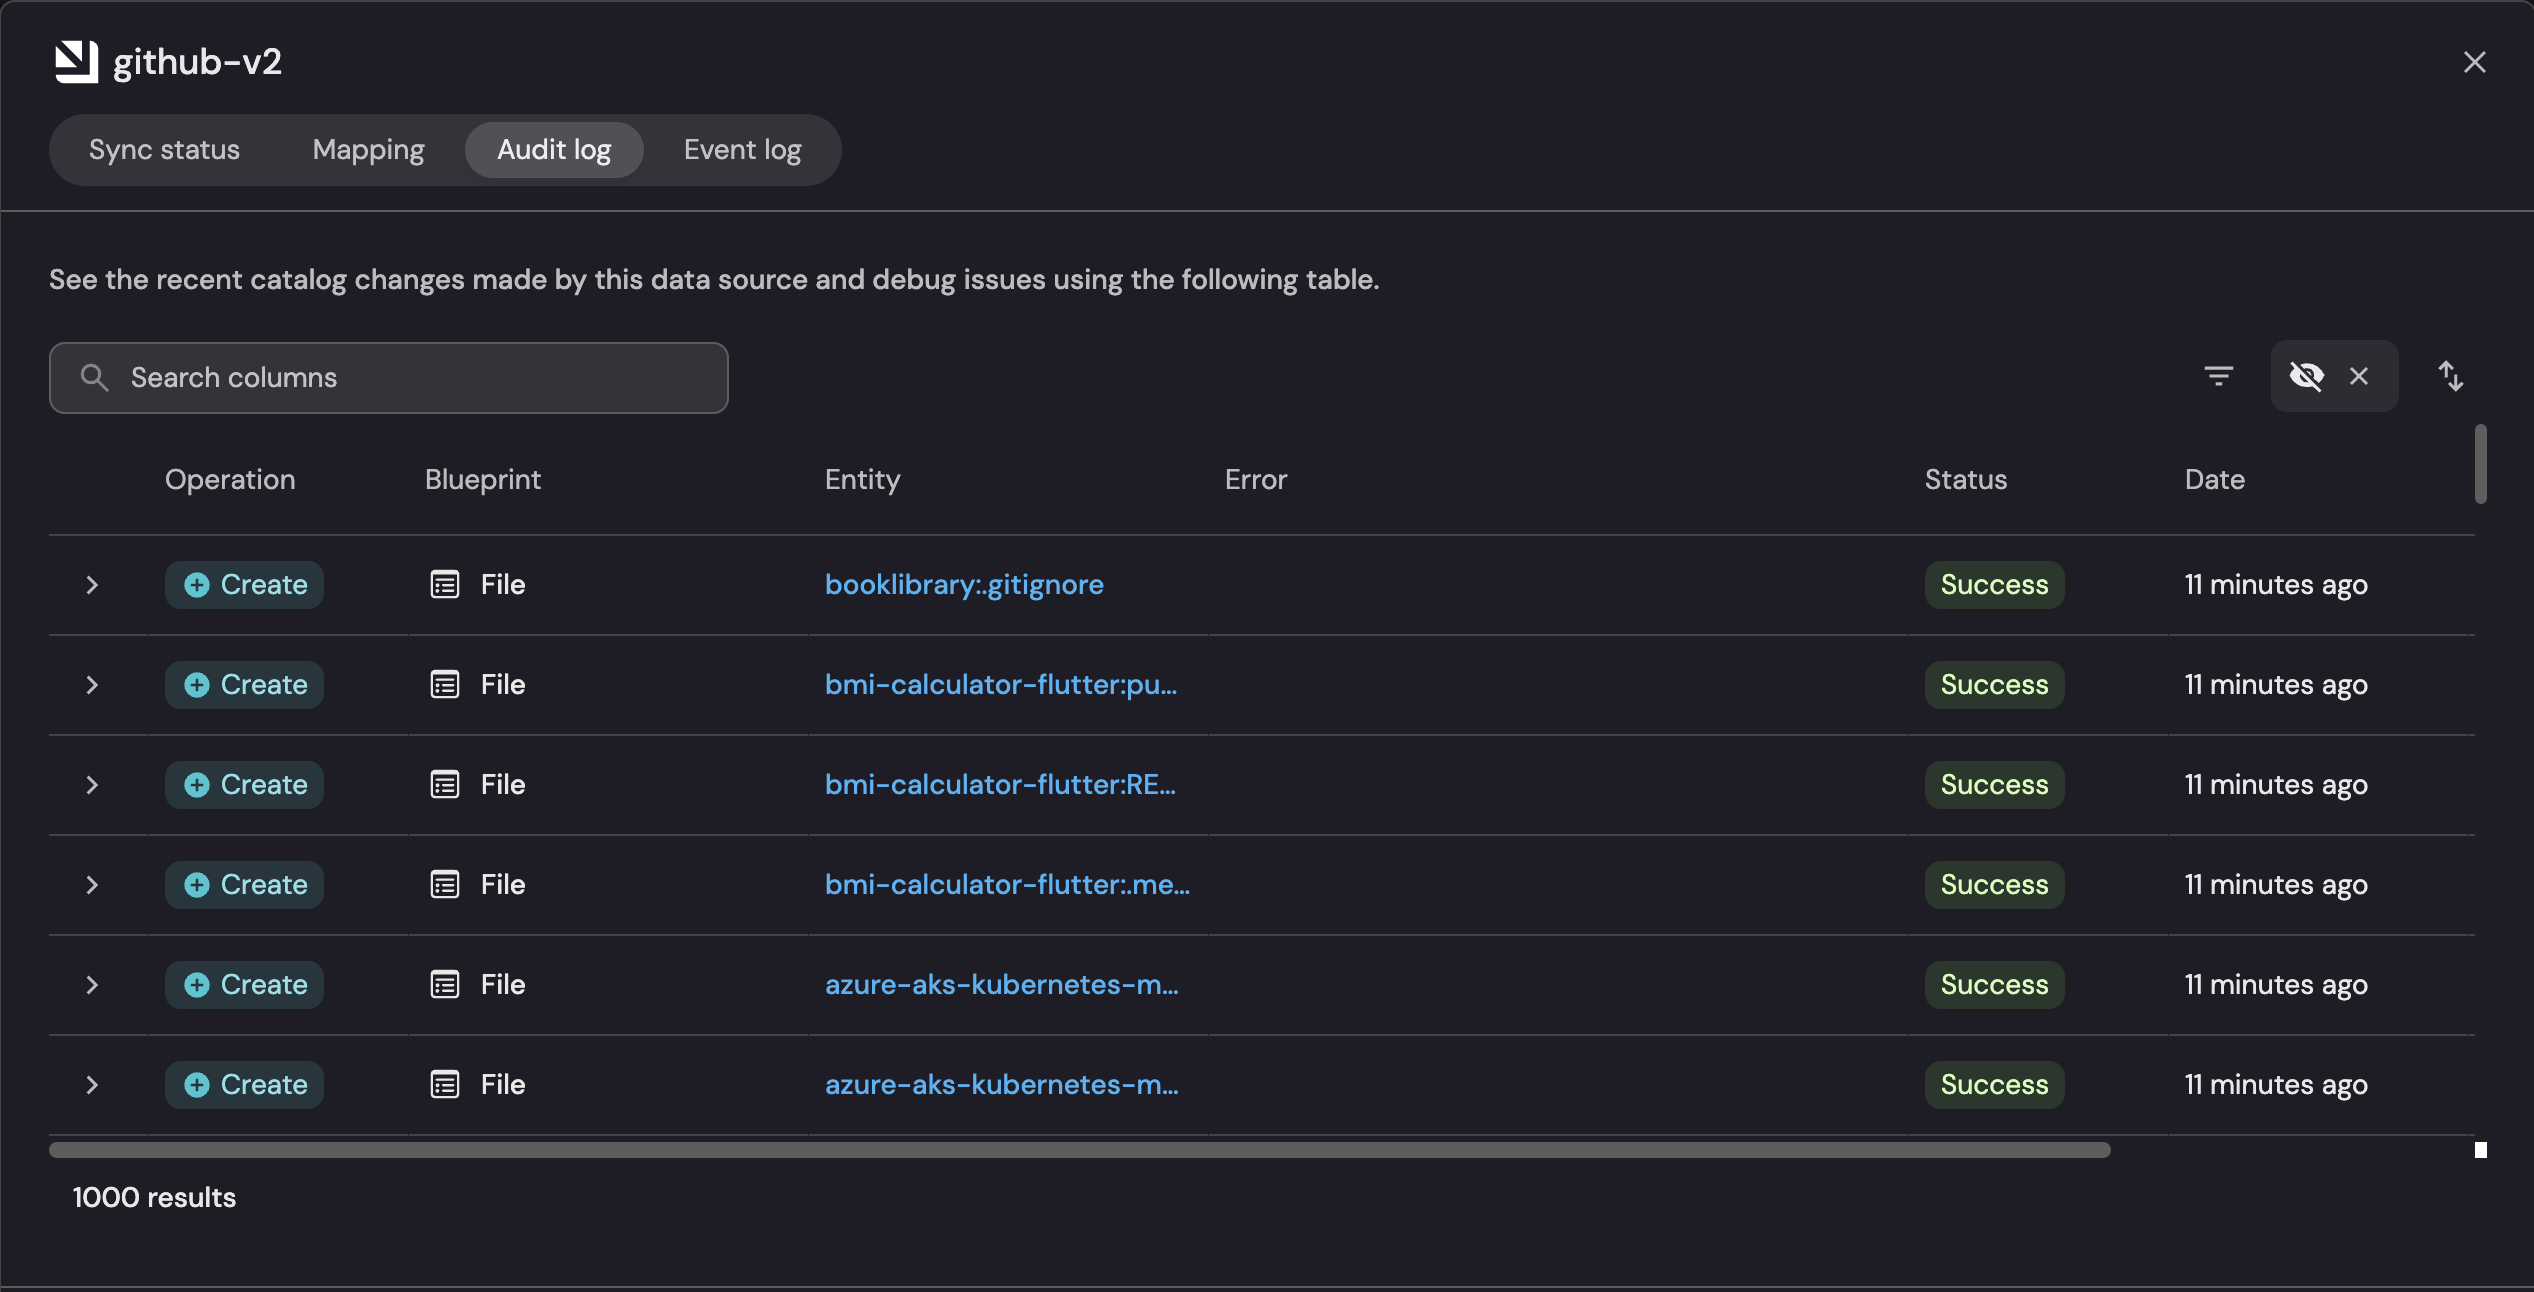 github-v2
Sync status Mapping Audit log Event log
See the recent catalog changes made by this data source and debug issues using the following table.
Search columns
Operation Blueprint Entity Error Status Date
Create File booklibrary:.gitignore Success 11 minutes ago
Create File bmi-calculator-flutter:pu... Success 11 minutes ago
Create File bmi-calculator-flutter:RE... Success 11 minutes ago
Create File bmi-calculator-flutter:.me... Success 11 minutes ago
Create File azure-aks-kubernetes-m... Success 11 minutes ago
Create File azure-aks-kubernetes-m... Success 11 minutes ago
1000 results